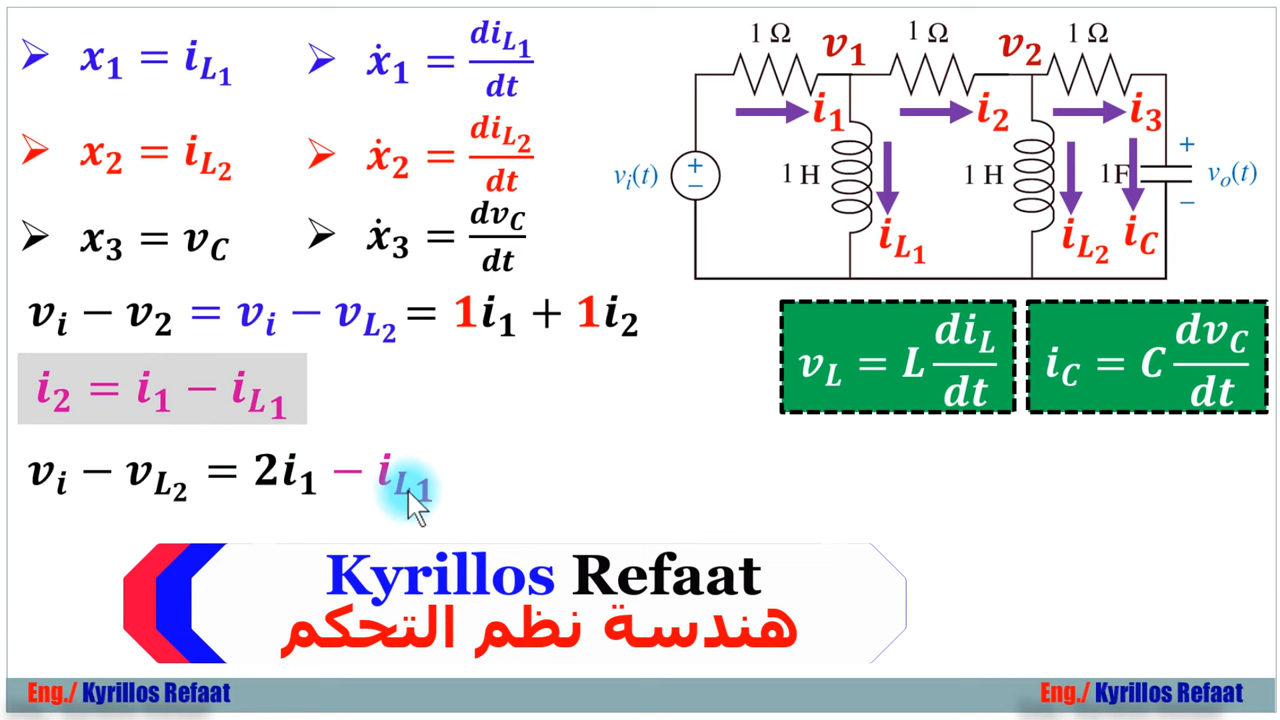 ➢ x₁ = i_L₁ ➢ ẋ₁ = di_L₁/dt
➢ x₂ = i_L₂ ➢ ẋ₂ = di_L₂/dt
➢ x₃ = v_C ➢ ẋ₃ = dv_C/dt
v_i − v₂ = v_i − v_L₂ = 1i₁ + 1i₂
i₂ = i₁ − i_L₁
v_i − v_L₂ = 2i₁ − i_L₁
1 Ω v₁ 1 Ω v₂ 1 Ω
i₁ i₂ i₃
v_i(t) + − 1 H 1 H 1F + v_o(t) −
i_L₁ i_L₂ i_C
v_L = L di_L/dt
i_C = C dv_C/dt
Kyrillos Refaat
هندسة نظم التحكم
Eng./ Kyrillos Refaat
Eng./ Kyrillos Refaat